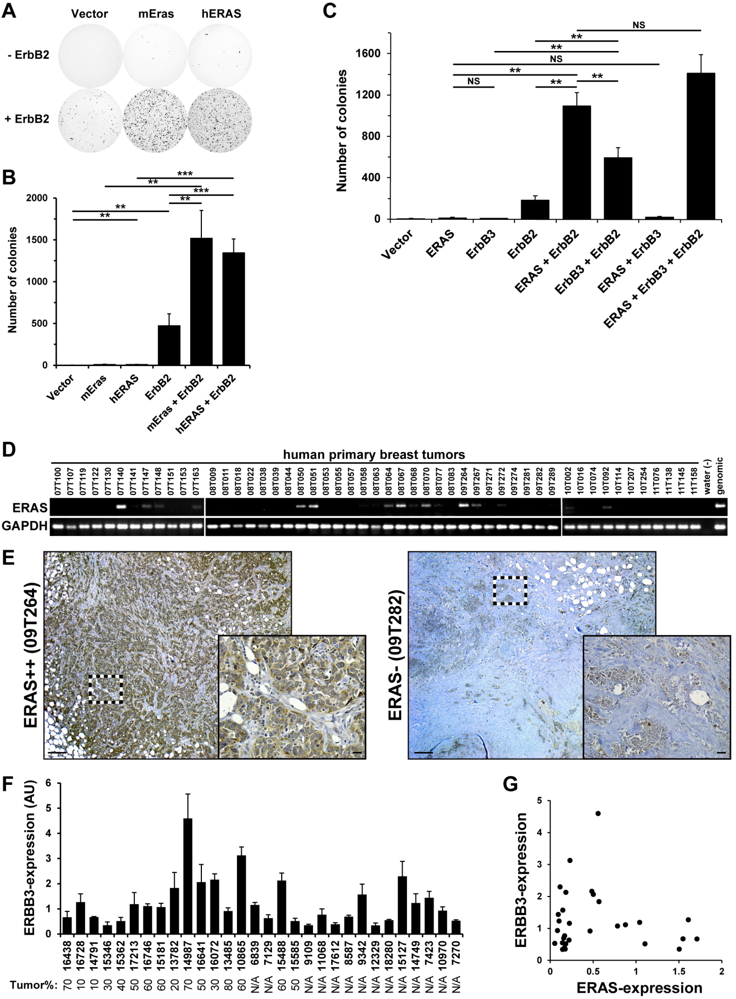 A
Vector mEras hERAS
- ErbB2
+ ErbB2
B
***
**
***
**
**
**
Number of colonies
2000
1500
1000
500
0
Vector
mEras
hERAS
ErbB2
mEras + ErbB2
hERAS + ErbB2
C
NS
**
**
NS
**
**
NS
**
Number of colonies
1600
1200
800
400
0
Vector
ERAS
ErbB3
ErbB2
ERAS + ErbB2
ErbB3 + ErbB2
ERAS + ErbB3
ERAS + ErbB3 + ErbB2
D
human primary breast tumors
07T100
07T107
07T119
07T122
07T130
07T140
07T141
07T147
07T148
07T151
07T153
07T163
08T009
08T011
08T018
08T022
08T038
08T039
08T044
08T050
08T051
08T053
08T055
08T057
08T058
08T063
08T064
08T067
08T068
08T070
08T077
08T083
09T264
09T267
09T271
09T272
09T274
09T281
09T282
09T289
10T002
10T016
10T074
10T092
10T114
10T207
10T254
11T076
11T138
11T145
11T158
water (-)
genomic
ERAS
GAPDH
E
ERAS++ (09T264)
ERAS- (09T282)
F
ERBB3-expression (AU)
6
5
4
3
2
1
0
16438
16728
14791
15346
15362
17213
16746
15181
13782
14987
16641
16072
13485
10865
6839
7129
15488
15585
9109
11068
17612
8587
9342
12329
18280
15127
14749
7423
10970
7270
Tumor%: 70 10 10 30 40 50 60 60 20 70 50 30 80 60 N/A N/A 60 50 N/A N/A N/A N/A N/A N/A N/A N/A N/A N/A N/A N/A
G
ERBB3-expression
5
4
3
2
1
0
0 0.5 1 1.5 2
ERAS-expression